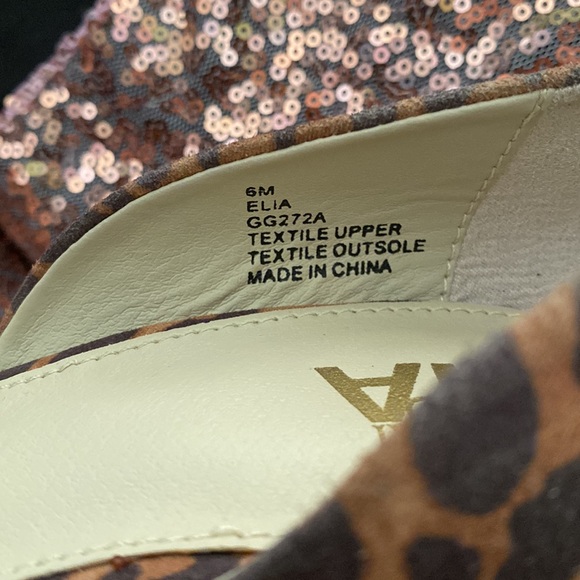 6M
ELIA
GG272A
TEXTILE UPPER
TEXTILE OUTSOLE
MADE IN CHINA